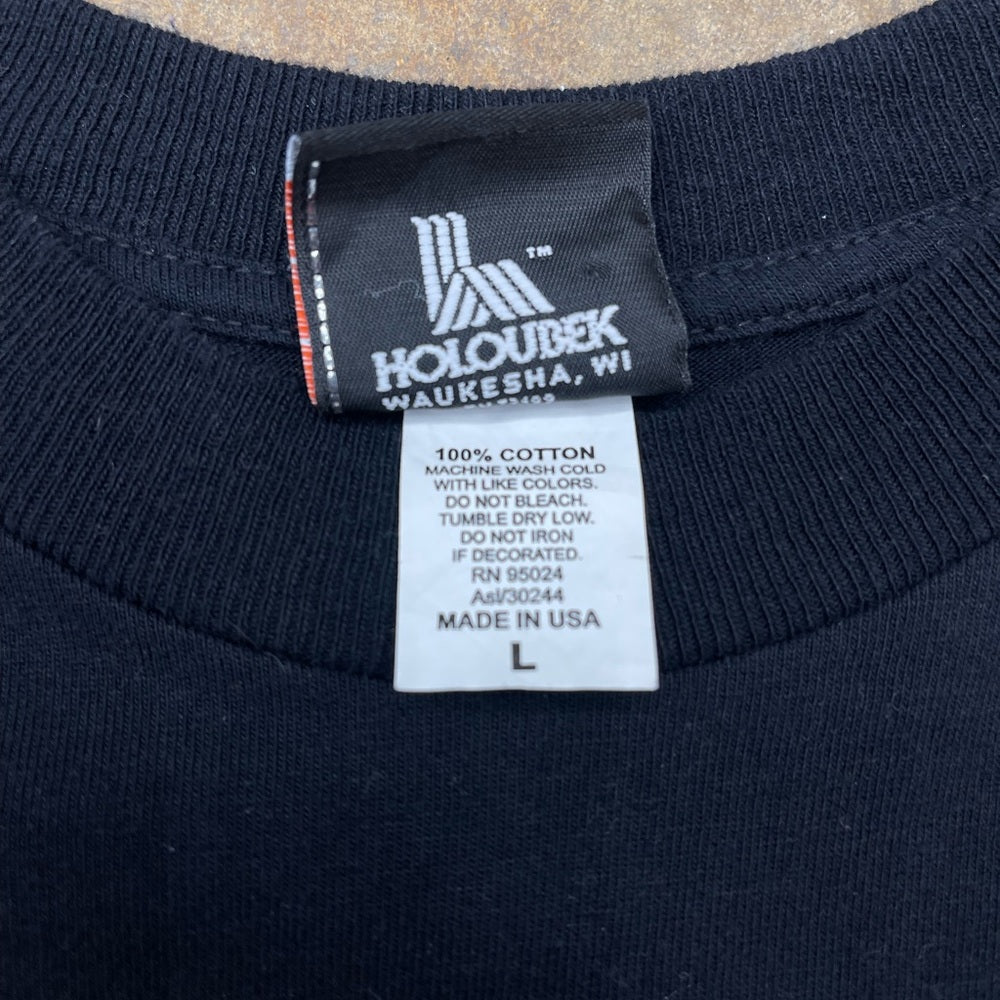 TM
HOLOUBEK
WAUKESHA, WI
100% COTTON
MACHINE WASH COLD
WITH LIKE COLORS.
DO NOT BLEACH.
TUMBLE DRY LOW.
DO NOT IRON
IF DECORATED.
RN 95024
Asl/30244
MADE IN USA
L